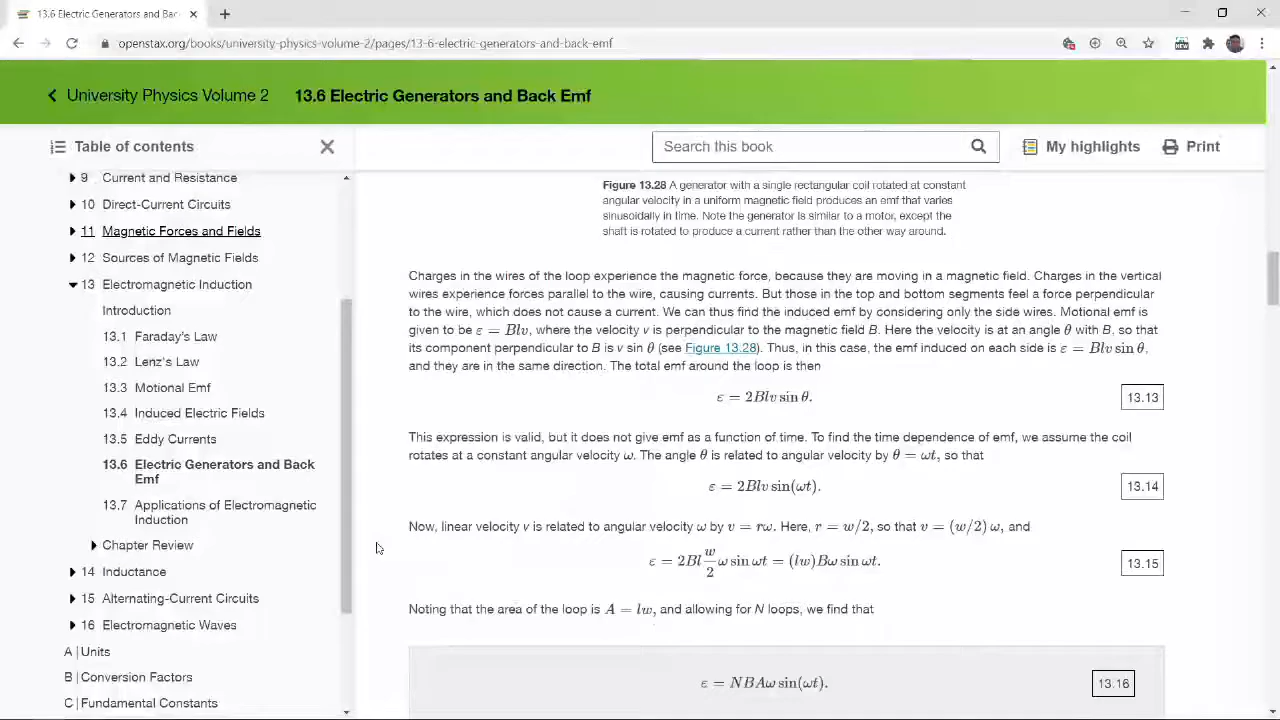 13.6 Electric Generators and Bac
openstax.org/books/university-physics-volume-2/pages/13-6-electric-generators-and-back-emf
NEW
University Physics Volume 2
13.6 Electric Generators and Back Emf
Table of contents
Search this book
My highlights
Print
9 Current and Resistance
10 Direct-Current Circuits
11 Magnetic Forces and Fields
12 Sources of Magnetic Fields
13 Electromagnetic Induction
Introduction
13.1 Faraday's Law
13.2 Lenz's Law
13.3 Motional Emf
13.4 Induced Electric Fields
13.5 Eddy Currents
13.6 Electric Generators and Back
Emf
13.7 Applications of Electromagnetic
Induction
Chapter Review
14 Inductance
15 Alternating-Current Circuits
16 Electromagnetic Waves
A | Units
B | Conversion Factors
C | Fundamental Constants
Figure 13.28 A generator with a single rectangular coil rotated at constant
angular velocity in a uniform magnetic field produces an emf that varies
sinusoidally in time. Note the generator is similar to a motor, except the
shaft is rotated to produce a current rather than the other way around.
Charges in the wires of the loop experience the magnetic force, because they are moving in a magnetic field. Charges in the vertical
wires experience forces parallel to the wire, causing currents. But those in the top and bottom segments feel a force perpendicular
to the wire, which does not cause a current. We can thus find the induced emf by considering only the side wires. Motional emf is
given to be ε = Blv, where the velocity v is perpendicular to the magnetic field B. Here the velocity is at an angle θ with B, so that
its component perpendicular to B is v sin θ (see Figure 13.28). Thus, in this case, the emf induced on each side is ε = Blv sin θ,
and they are in the same direction. The total emf around the loop is then
ε = 2Blv sin θ. 13.13
This expression is valid, but it does not give emf as a function of time. To find the time dependence of emf, we assume the coil
rotates at a constant angular velocity ω. The angle θ is related to angular velocity by θ = ωt, so that
ε = 2Blv sin(ωt). 13.14
Now, linear velocity v is related to angular velocity ω by v = rω. Here, r = w/2, so that v = (w/2) ω, and
ε = 2Bl w/2 ω sin ωt = (lw)Bω sin ωt. 13.15
Noting that the area of the loop is A = lw, and allowing for N loops, we find that
ε = NBAω sin(ωt). 13.16